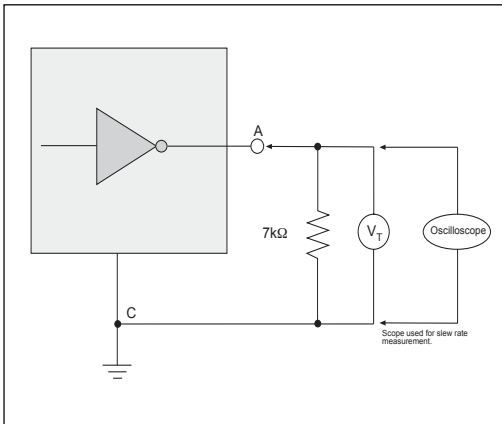 A
7kΩ
V_T
Oscilloscope
C
Scope used for slew rate
measurement.